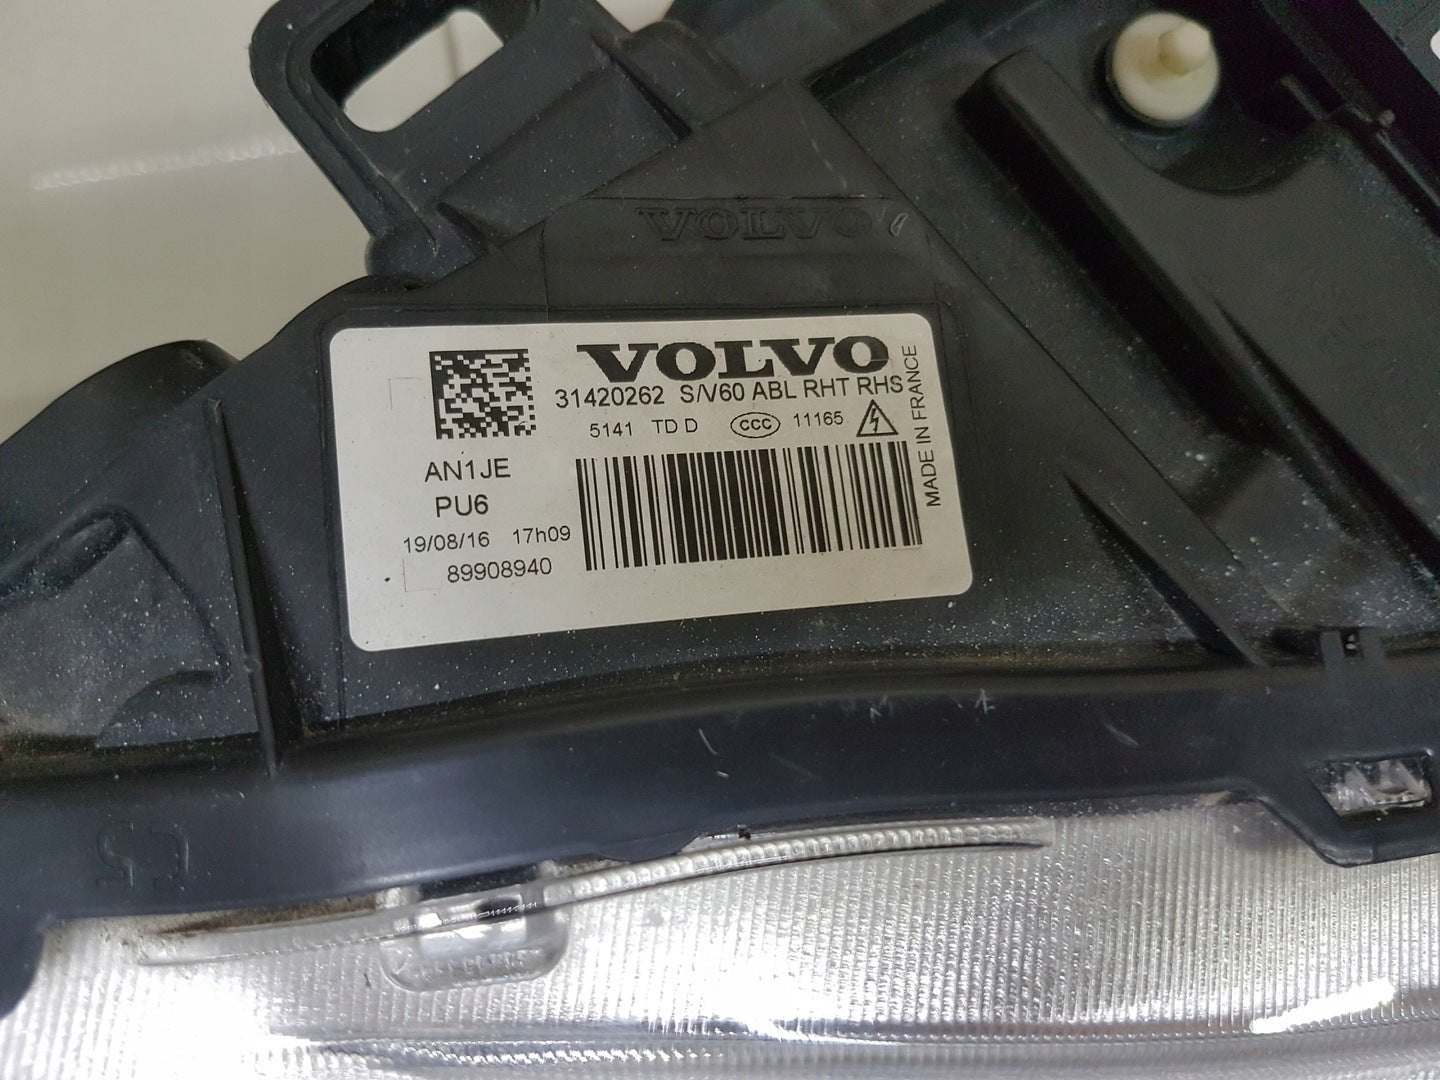 VOLVO
VOLVO
31420262 S/V60 ABL RHT RHS
5141 TD D CCC 11165
MADE IN FRANCE
AN1JE
PU6
19/08/16 17h09
89908940